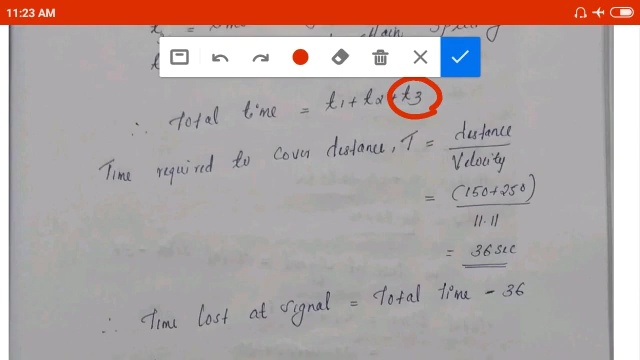 11:23 AM
∴ Total time = t1 + t2 + t3
Time required to cover distance, T = distance / Velocity
= (150+250) / 11.11
= 36 sec
∴ Time lost at signal = Total time - 36